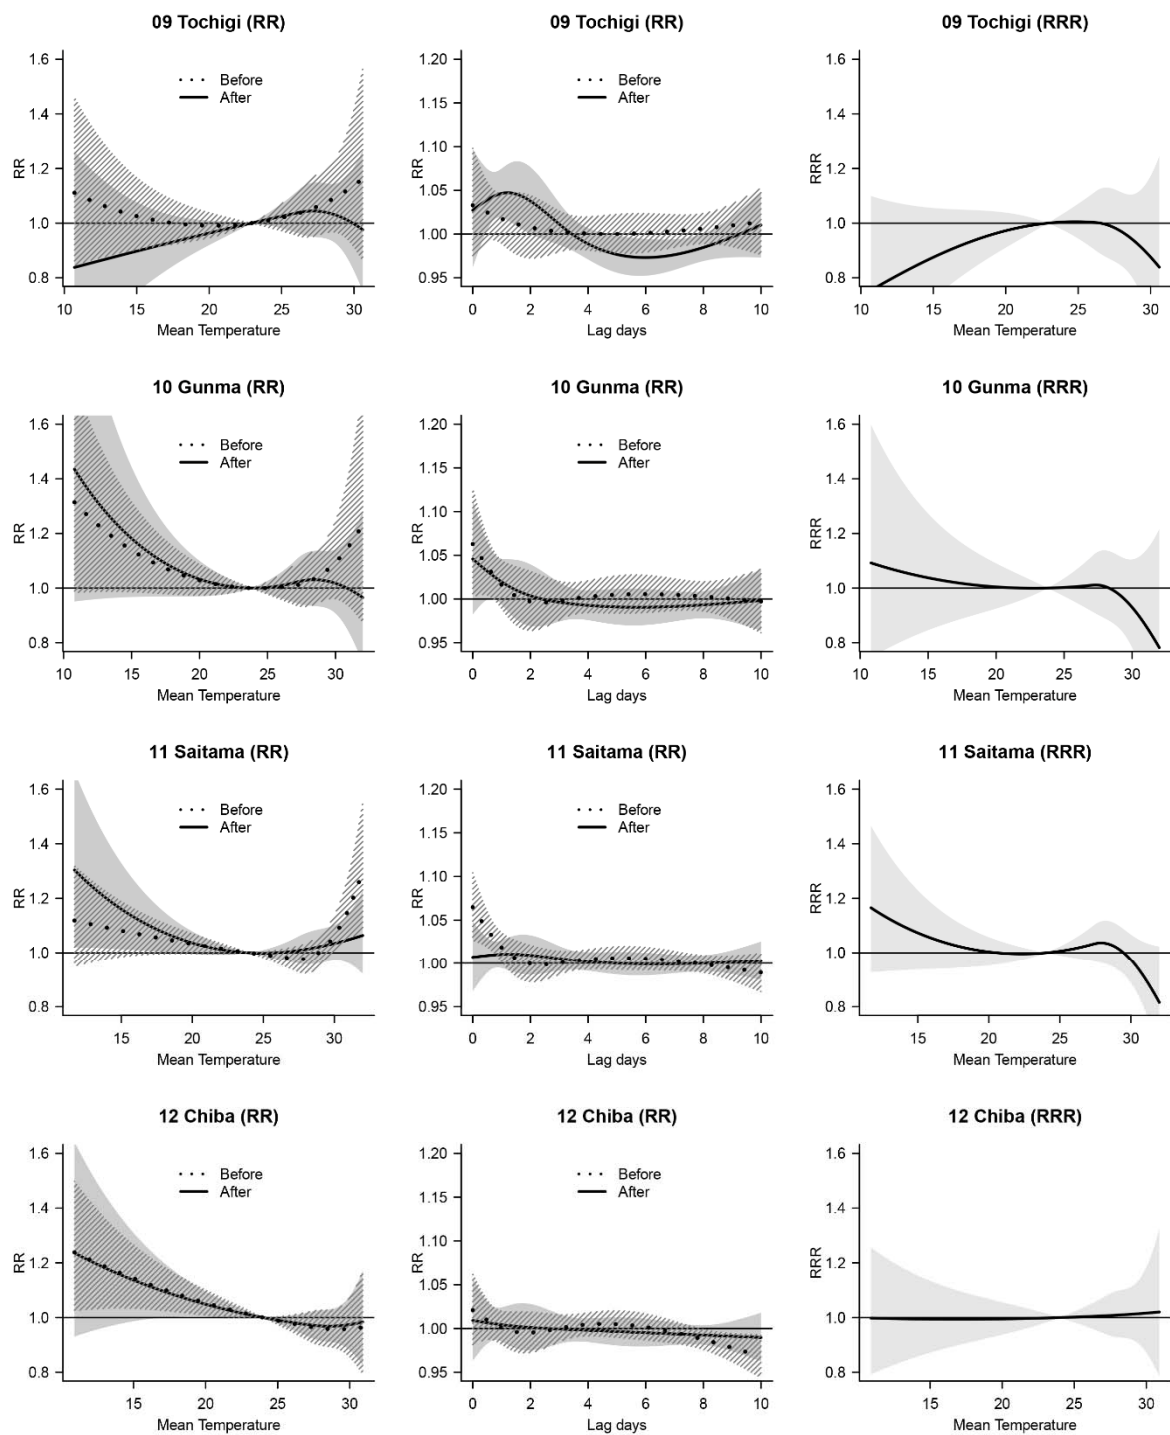 09 Tochigi (RR)
09 Tochigi (RR)
09 Tochigi (RRR)
1.6
1.4
1.2
1.0
0.8
RR
Before
After
10 15 20 25 30
Mean Temperature
1.20
1.15
1.10
1.05
1.00
0.95
RR
Before
After
0 2 4 6 8 10
Lag days
1.6
1.4
1.2
1.0
0.8
RRR
10 15 20 25 30
Mean Temperature
10 Gunma (RR)
10 Gunma (RR)
10 Gunma (RRR)
1.6
1.4
1.2
1.0
0.8
RR
Before
After
10 15 20 25 30
Mean Temperature
1.20
1.15
1.10
1.05
1.00
0.95
RR
Before
After
0 2 4 6 8 10
Lag days
1.6
1.4
1.2
1.0
0.8
RRR
10 15 20 25 30
Mean Temperature
11 Saitama (RR)
11 Saitama (RR)
11 Saitama (RRR)
1.6
1.4
1.2
1.0
0.8
RR
Before
After
15 20 25 30
Mean Temperature
1.20
1.15
1.10
1.05
1.00
0.95
RR
Before
After
0 2 4 6 8 10
Lag days
1.6
1.4
1.2
1.0
0.8
RRR
15 20 25 30
Mean Temperature
12 Chiba (RR)
12 Chiba (RR)
12 Chiba (RRR)
1.6
1.4
1.2
1.0
0.8
RR
Before
After
15 20 25 30
Mean Temperature
1.20
1.15
1.10
1.05
1.00
0.95
RR
Before
After
0 2 4 6 8 10
Lag days
1.6
1.4
1.2
1.0
0.8
RRR
15 20 25 30
Mean Temperature